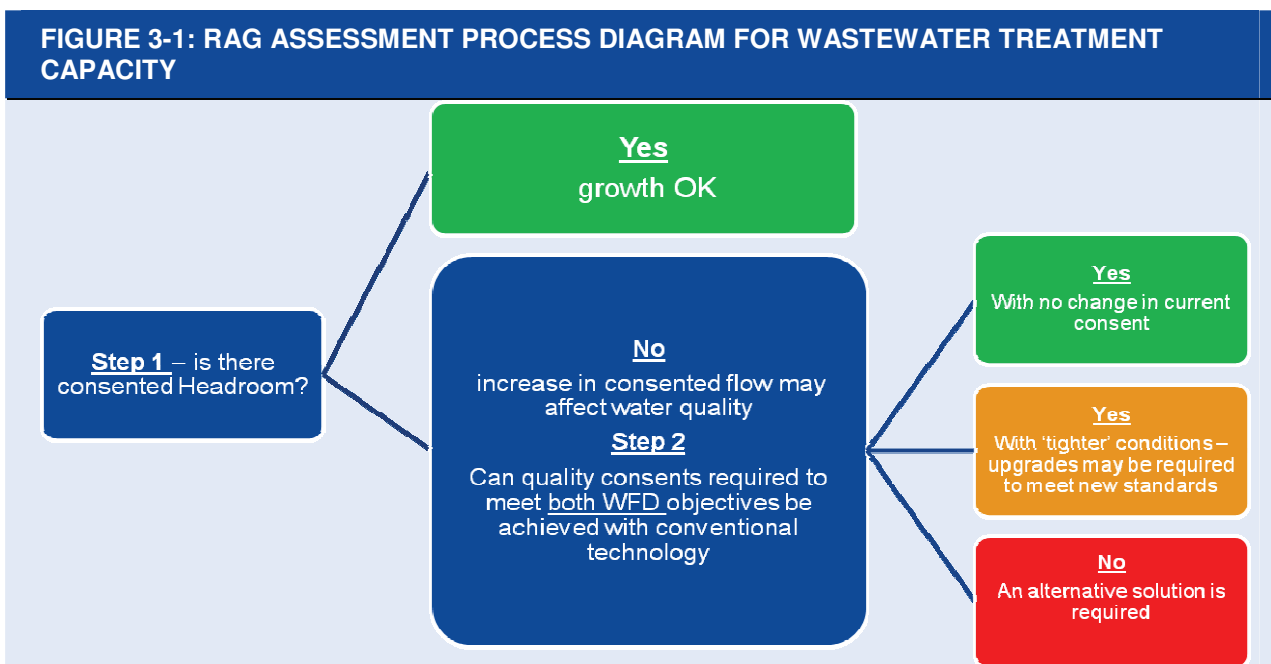 FIGURE 3-1: RAG ASSESSMENT PROCESS DIAGRAM FOR WASTEWATER TREATMENT
CAPACITY
Step 1 – is there
consented Headroom?
Yes
growth OK
No
increase in consented flow may
affect water quality
Step 2
Can quality consents required to
meet both WFD objectives be
achieved with conventional
technology
Yes
With no change in current
consent
Yes
With ‘tighter’ conditions –
upgrades may be required
to meet new standards
No
An alternative solution is
required